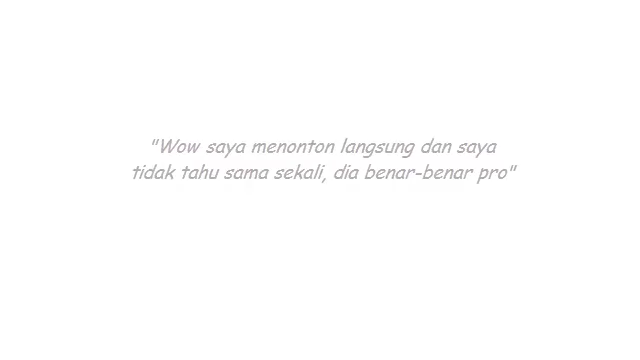 "Wow saya menonton langsung dan saya
tidak tahu sama sekali, dia benar-benar pro"